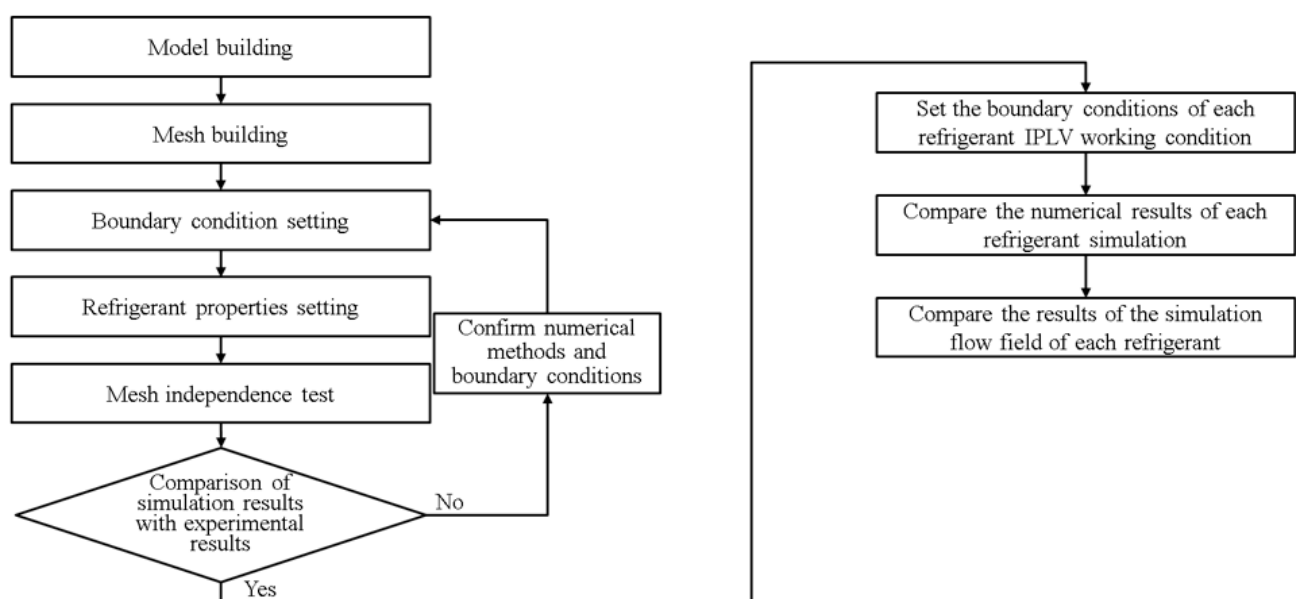 Model building
Mesh building
Boundary condition setting
Refrigerant properties setting
Mesh independence test
Comparison of
simulation results
with experimental
results
No
Yes
Confirm numerical
methods and
boundary conditions
Set the boundary conditions of each
refrigerant IPLV working condition
Compare the numerical results of each
refrigerant simulation
Compare the results of the simulation
flow field of each refrigerant